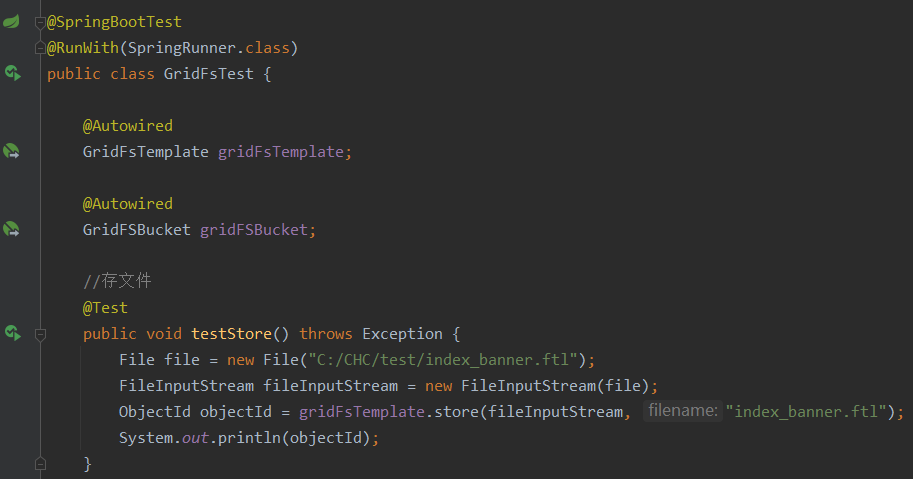 @SpringBootTest
@RunWith(SpringRunner.class)
public class GridFsTest {
@Autowired
GridFsTemplate gridFsTemplate;
@Autowired
GridFSBucket gridFSBucket;
//存文件
@Test
public void testStore() throws Exception {
File file = new File("C:/CHC/test/index_banner.ftl");
FileInputStream fileInputStream = new FileInputStream(file);
ObjectId objectId = gridFsTemplate.store(fileInputStream, filename: "index_banner.ftl");
System.out.println(objectId);
}